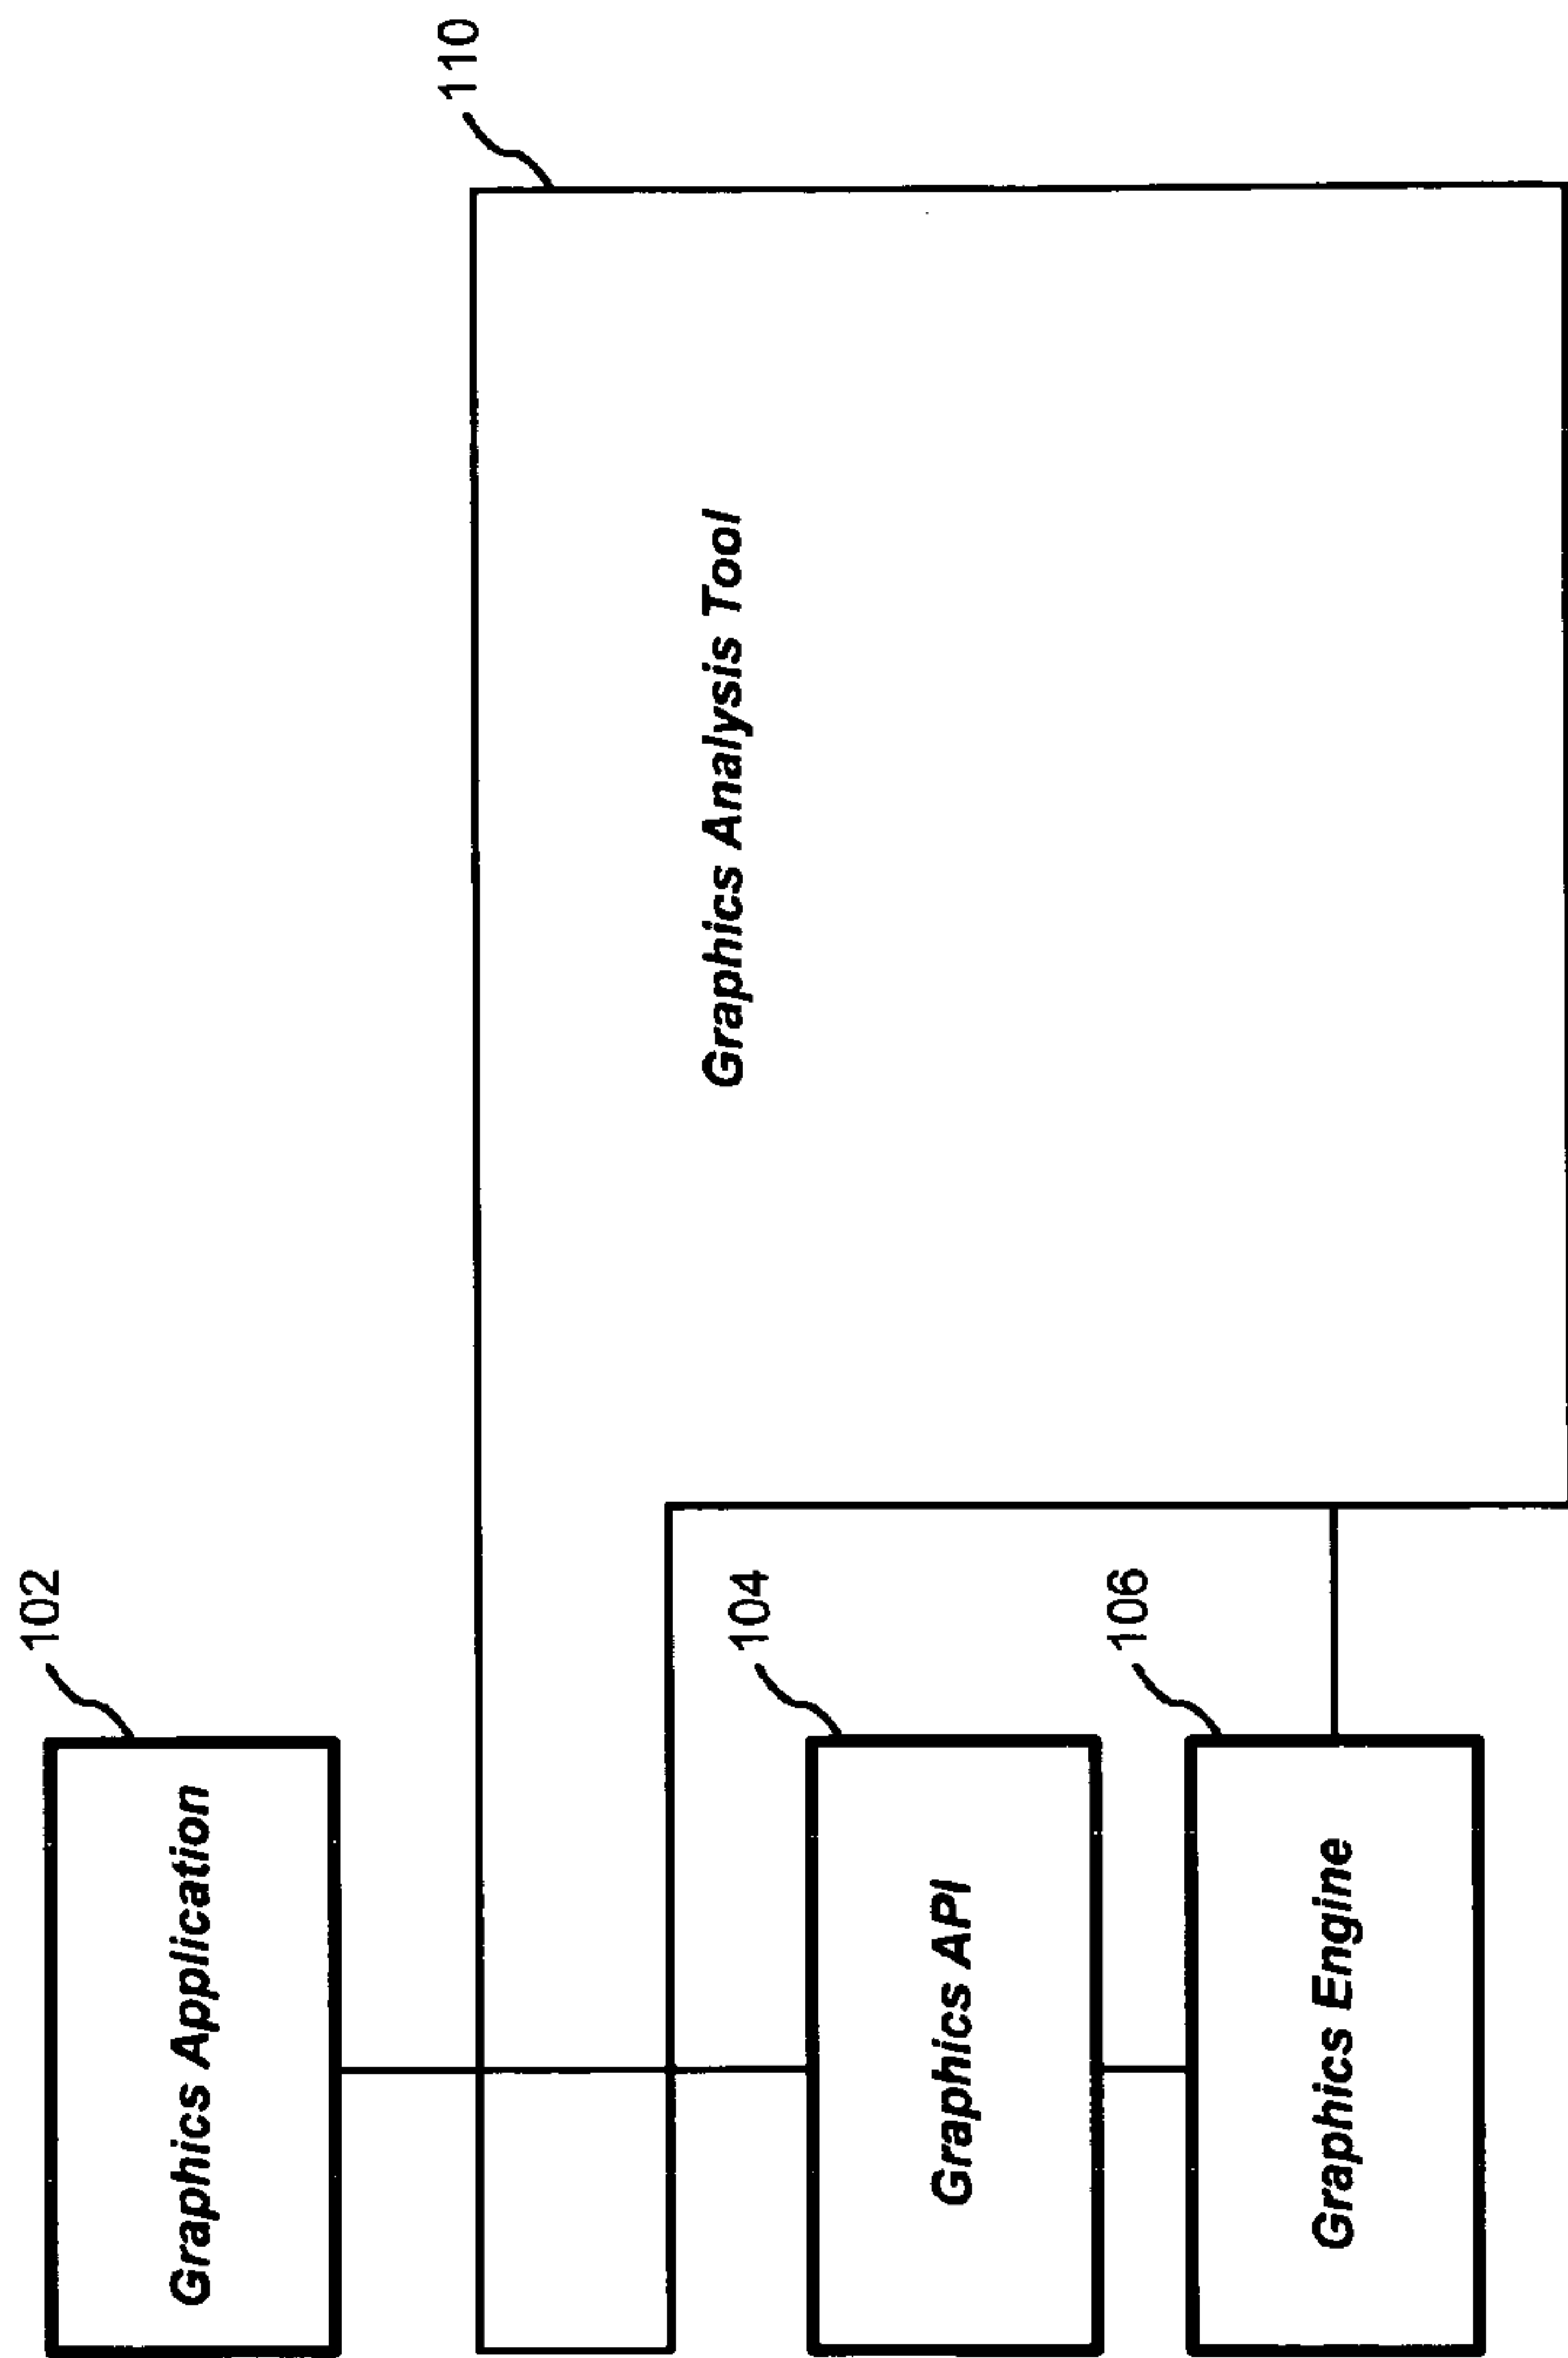 102
Graphics Application
110
Graphics Analysis Tool
104
Graphics API
106
Graphics Engine